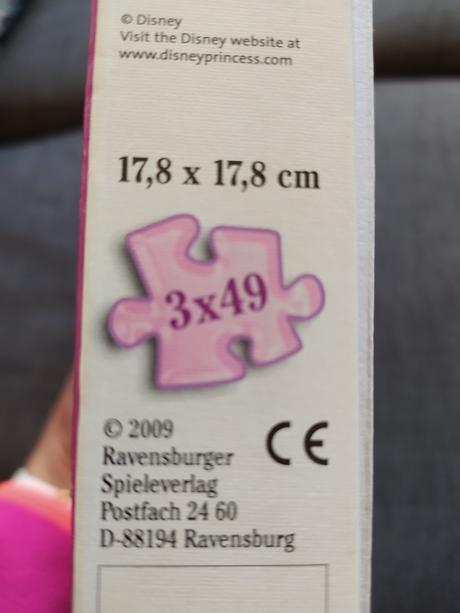 © Disney
Visit the Disney website at
www.disneyprincess.com
17,8 x 17,8 cm
3x49
© 2009
Ravensburger
Spieleverlag
Postfach 24 60
D-88194 Ravensburg
CE